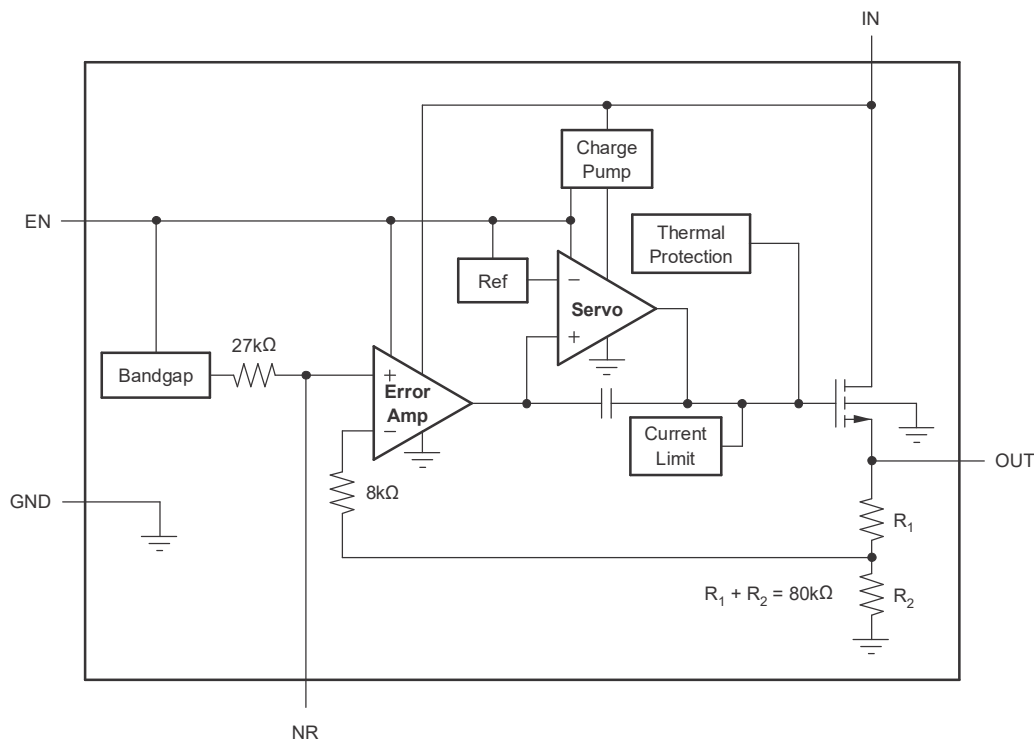 IN
Charge
Pump
EN
Thermal
Protection
Ref
−
Servo
+
27kΩ
Bandgap
+
Error
Amp
−
Current
Limit
OUT
8kΩ
GND
R1
R1 + R2 = 80kΩ
R2
NR